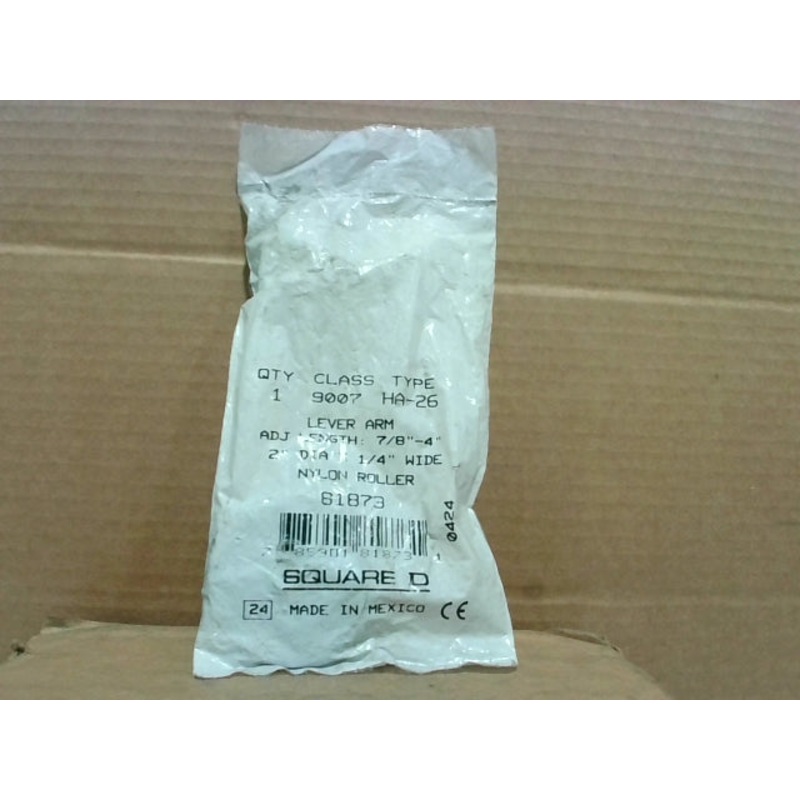 QTY CLASS TYPE
1 9007 HA-26
LEVER ARM
ADJ LENGTH: 7/8"-4"
2" DIA 1/4" WIDE
NYLON ROLLER
61873
0424
85901 81873 1
SQUARE D
24 MADE IN MEXICO CE